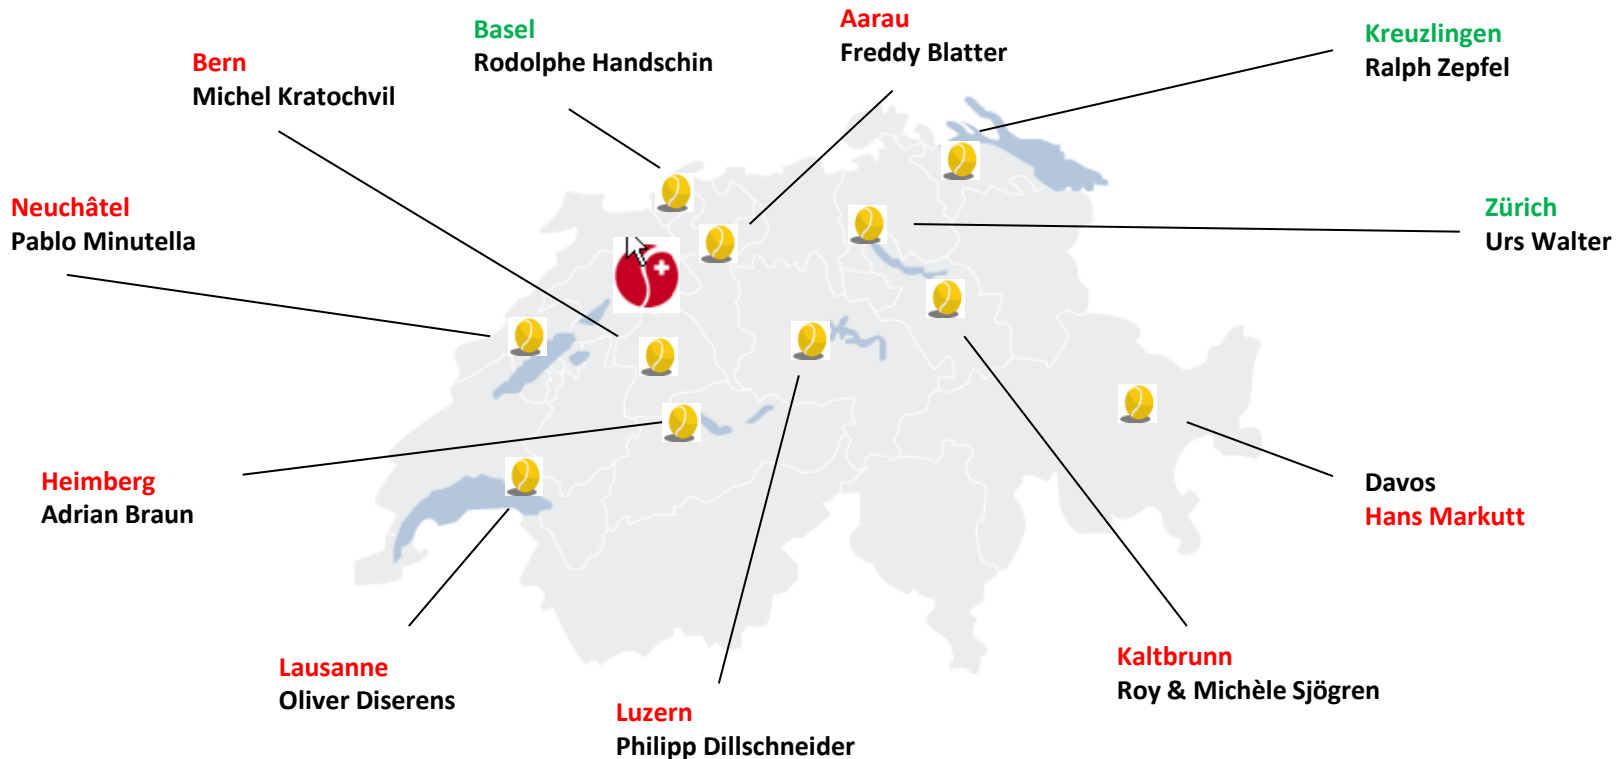 Basel
Rodolphe Handschin
Aarau
Freddy Blatter
Kreuzlingen
Ralph Zepfel
Bern
Michel Kratochvil
Neuchâtel
Pablo Minutella
Zürich
Urs Walter
Heimberg
Adrian Braun
Davos
Hans Markutt
Lausanne
Oliver Diserens
Kaltbrunn
Roy & Michèle Sjögren
Luzern
Philipp Dillschneider